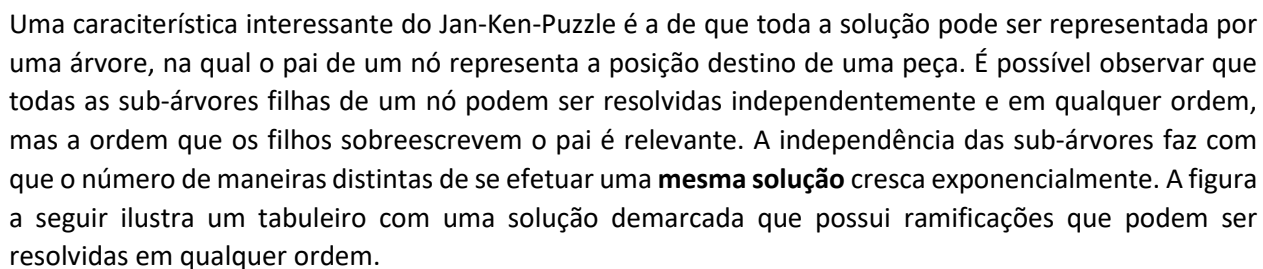 Uma caraciterística interessante do Jan-Ken-Puzzle é a de que toda a solução pode ser representada por
uma árvore, na qual o pai de um nó representa a posição destino de uma peça. É possível observar que
todas as sub-árvores filhas de um nó podem ser resolvidas independentemente e em qualquer ordem,
mas a ordem que os filhos sobreescrevem o pai é relevante. A independência das sub-árvores faz com
que o número de maneiras distintas de se efetuar uma mesma solução cresca exponencialmente. A figura
a seguir ilustra um tabuleiro com uma solução demarcada que possui ramificações que podem ser
resolvidas em qualquer ordem.